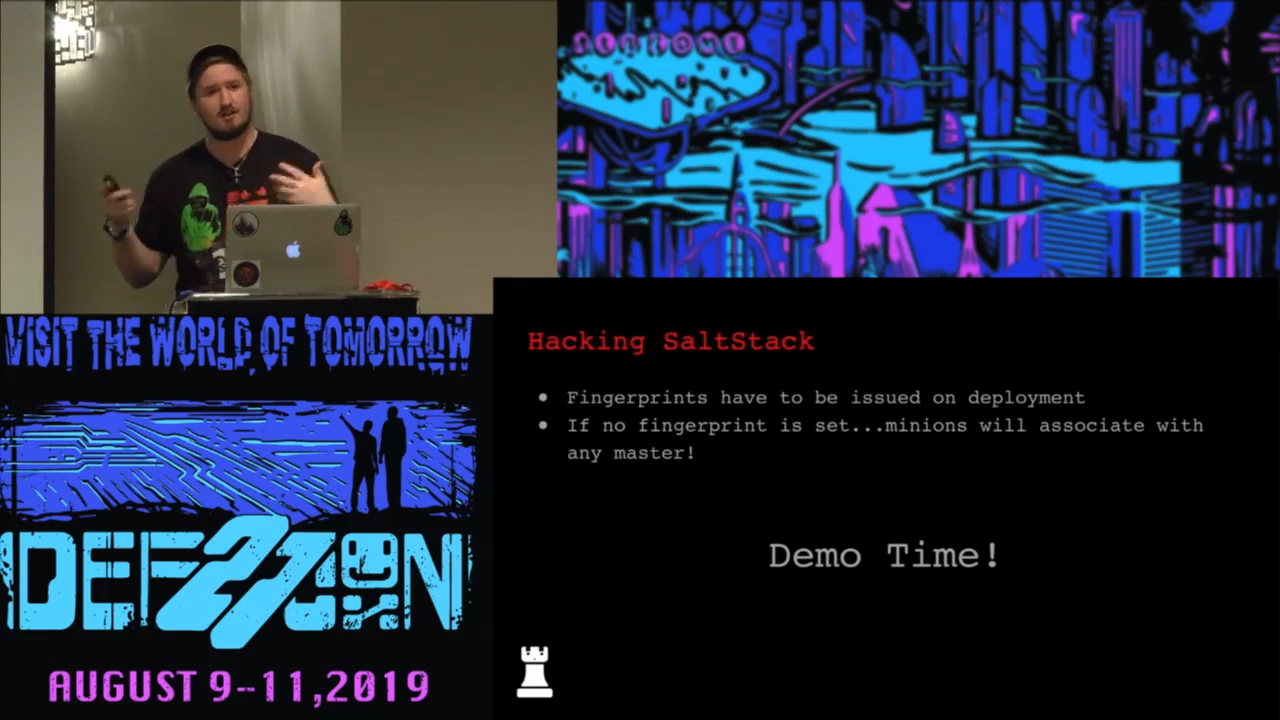 WELCOME
VISIT THE WORLD OF TOMORROW
DEF 27 CON
AUGUST 9--11,2019
Hacking SaltStack
Fingerprints have to be issued on deployment
If no fingerprint is set...minions will associate with
any master!
Demo Time!